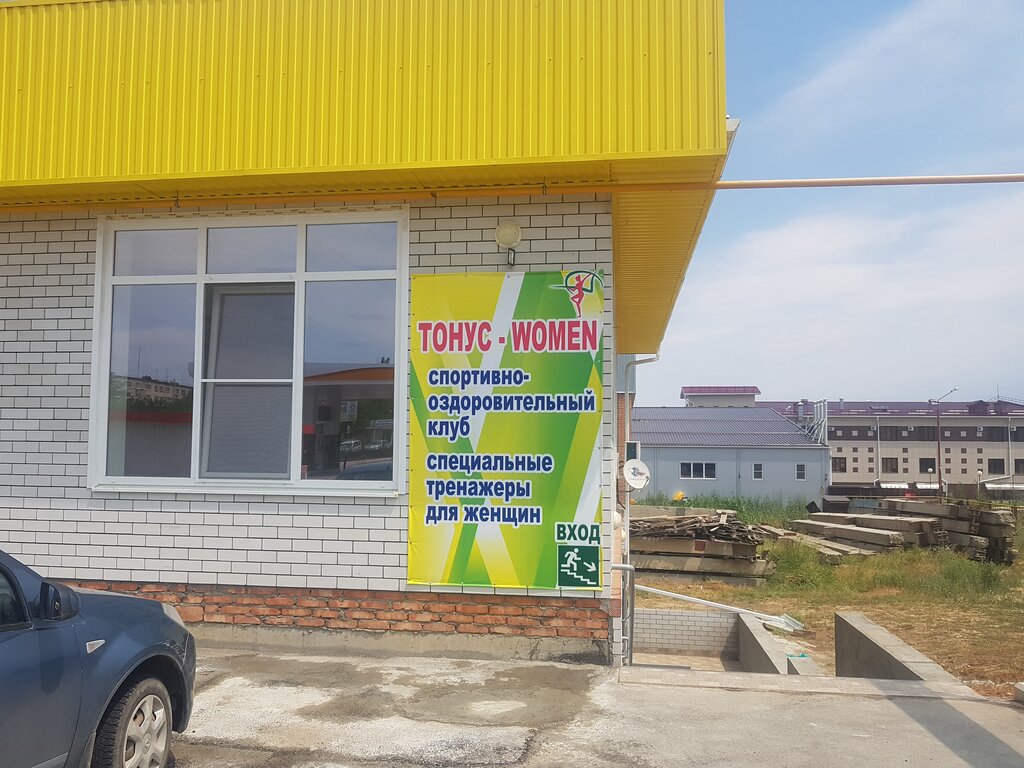 ТОНУС - WOMEN
спортивно-
оздоровительный
клуб
специальные
тренажеры
для женщин
ВХОД